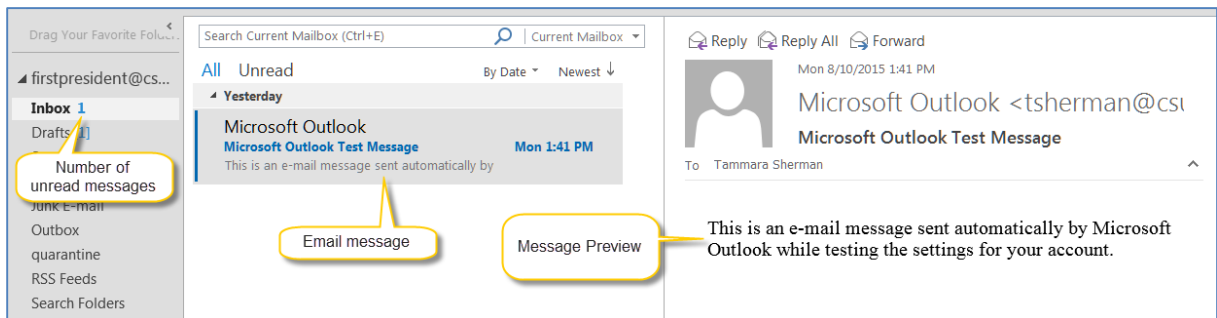 Drag Your Favorite
firstpresident@cs...
Inbox 1
Drafts 1]
Number of
unread messages
Junk E-mail
Outbox
quarantine
RSS Feeds
Search Folders
Search Current Mailbox (Ctrl+E) Current Mailbox
All Unread By Date Newest
Yesterday
Microsoft Outlook
Microsoft Outlook Test Message Mon 1:41 PM
This is an e-mail message sent automatically by
Email message
Reply Reply All Forward
Mon 8/10/2015 1:41 PM
Microsoft Outlook <tsherman@csu
Microsoft Outlook Test Message
To Tammara Sherman
Message Preview
This is an e-mail message sent automatically by Microsoft
Outlook while testing the settings for your account.